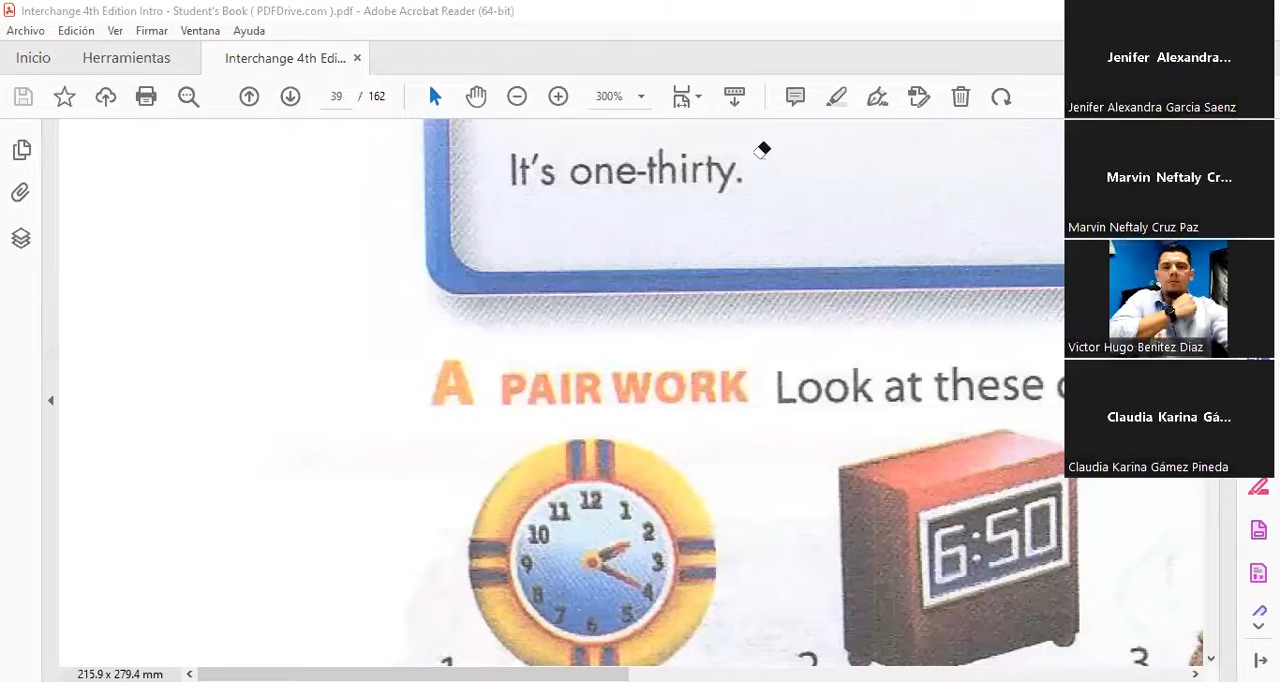 Interchange 4th Edition Intro - Student's Book ( PDFDrive.com ).pdf - Adobe Acrobat Reader (64-bit)
Archivo Edición Ver Firmar Ventana Ayuda
Inicio Herramientas Interchange 4th Edi... ×
39 / 162 300%
It's one-thirty.
A PAIR WORK Look at these
12
11 1
10 2
9 3
8 4
7 5
6
6:50
1 2 3
215.9 x 279.4 mm
Jenifer Alexandra...
Jenifer Alexandra Garcia Saenz
Marvin Neftaly Cr...
Marvin Neftaly Cruz Paz
Victor Hugo Benitez Diaz
Claudia Karina Gá...
Claudia Karina Gámez Pineda